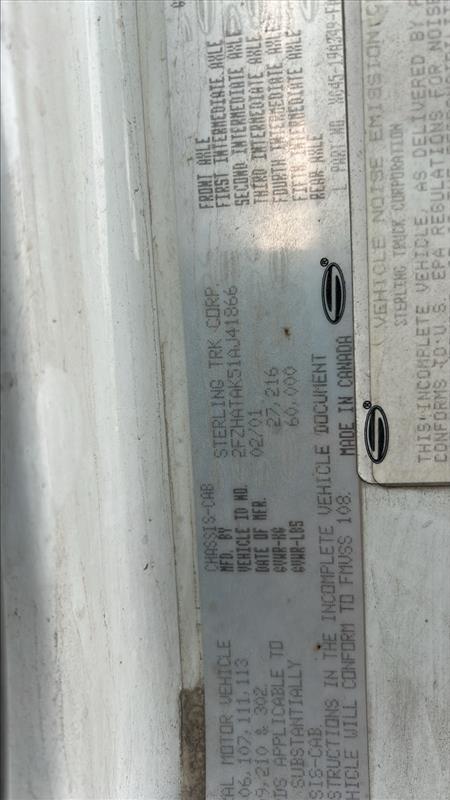 AL MOTOR VEHICLE
06, 107, 111, 113
9, 210 & 302.
DS APPLICABLE TO
SUBSTANTIALLY
SIS-CAB.
STRUCTIONS IN THE INCOMPLETE VEHICLE DOCUMENT
HICLE WILL CONFORM TO FMVSS 108.
MADE IN CANADA
CHASSIS-CAB
MFD. BY STERLING TRK CORP.
VEHICLE ID NO. 2FZHATAK51AJ41866
DATE OF MFR. 02/01
GVWR-KG 27,216
GVWR-LBS 60,000
FRONT AXLE
FIRST INTERMEDIATE AXLE
SECOND INTERMEDIATE AXLE
THIRD INTERMEDIATE AXLE
FOURTH INTERMEDIATE AXLE
FIFTH INTERMEDIATE AXLE
REAR AXLE
PART NO.
VEHICLE NOISE EMISSION
STERLING TRUCK CORPORATION
THIS INCOMPLETE VEHICLE, AS DELIVERED BY
CONFORMS TO U.S. EPA REGULATIONS FOR NOISE